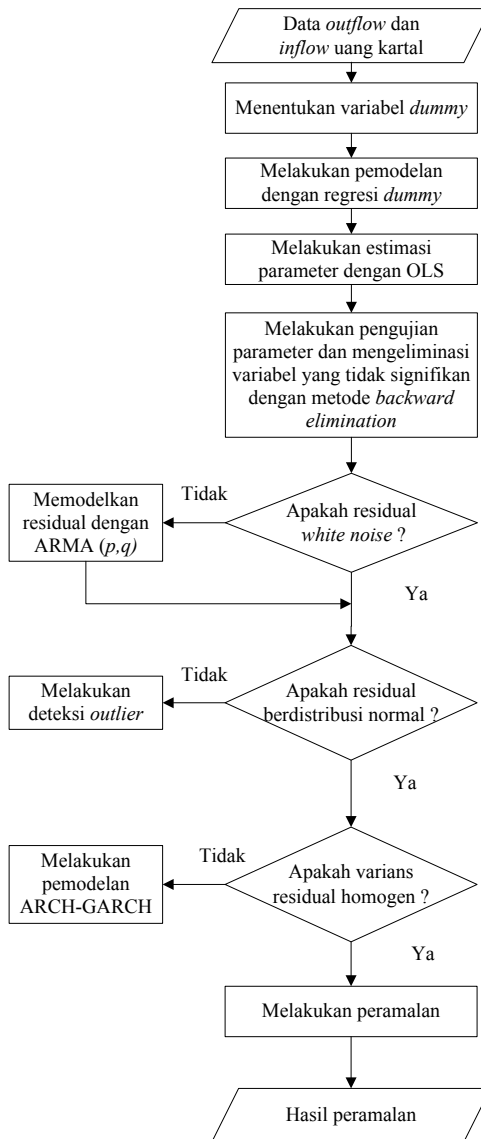 Data outflow dan
inflow uang kartal
Menentukan variabel dummy
Melakukan pemodelan
dengan regresi dummy
Melakukan estimasi
parameter dengan OLS
Melakukan pengujian
parameter dan mengeliminasi
variabel yang tidak signifikan
dengan metode backward
elimination
Tidak
Memodelkan
residual dengan
ARMA (p,q)
Apakah residual
white noise ?
Ya
Tidak
Melakukan
deteksi outlier
Apakah residual
berdistribusi normal ?
Ya
Tidak
Melakukan
pemodelan
ARCH-GARCH
Apakah varians
residual homogen ?
Ya
Melakukan peramalan
Hasil peramalan